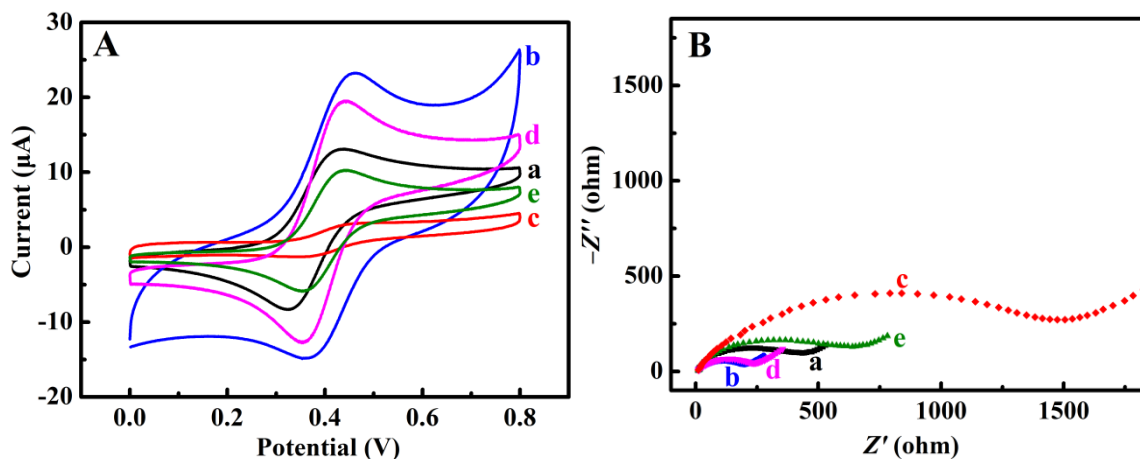 A
30
20
10
0
-10
-20
Current (μA)
b
d
a
e
c
0.0 0.2 0.4 0.6 0.8
Potential (V)
B
1500
1000
500
0
–Z'' (ohm)
c
e
a
d
b
0 500 1000 1500
Z' (ohm)